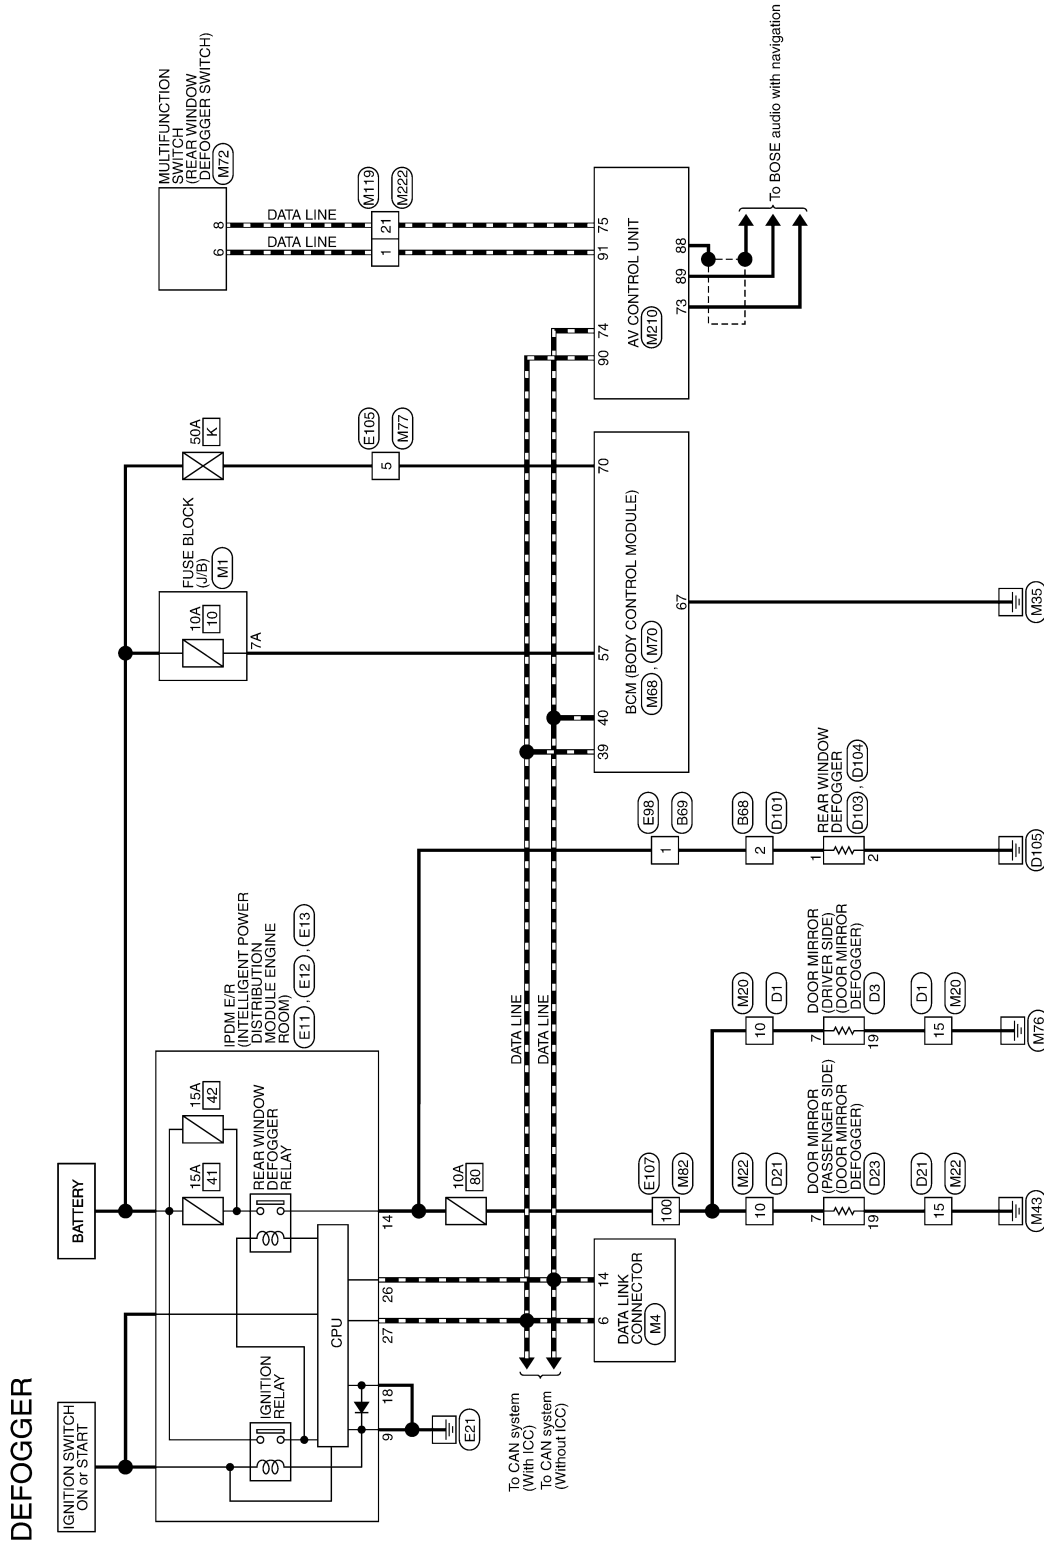 DEFOGGER
IGNITION SWITCH
ON or START
BATTERY
IGNITION
RELAY
CPU
15A
41
15A
42
REAR WINDOW
DEFOGGER
RELAY
IPDM E/R
(INTELLIGENT POWER
DISTRIBUTION
MODULE ENGINE
ROOM)
E11 , E12 , E13
9
18
27
26
14
E21
10A
80
FUSE BLOCK
(J/B)
M1
10A
10
7A
50A
K
E105
M77
5
MULTIFUNCTION
SWITCH
(REAR WINDOW
DEFOGGER SWITCH)
M72
6
8
DATA LINE
DATA LINE
M119
M222
1
21
To CAN system
(With ICC)
To CAN system
(Without ICC)
DATA LINE
DATA LINE
6
14
DATA LINK
CONNECTOR
M4
E107
M82
100
M22
D21
10
7
DOOR MIRROR
(PASSENGER SIDE)
(DOOR MIRROR
DEFOGGER)
D23
19
D21
M22
15
M43
M20
D1
10
7
DOOR MIRROR
(DRIVER SIDE)
(DOOR MIRROR
DEFOGGER)
D3
19
D1
M20
15
M76
E98
B69
1
B68
D101
2
1
REAR WINDOW
DEFOGGER
D103 , D104
2
D105
39
40
57
70
BCM (BODY CONTROL MODULE)
M68 , M70
67
M35
90
74
91
75
AV CONTROL UNIT
M210
73
89
88
To BOSE audio with navigation